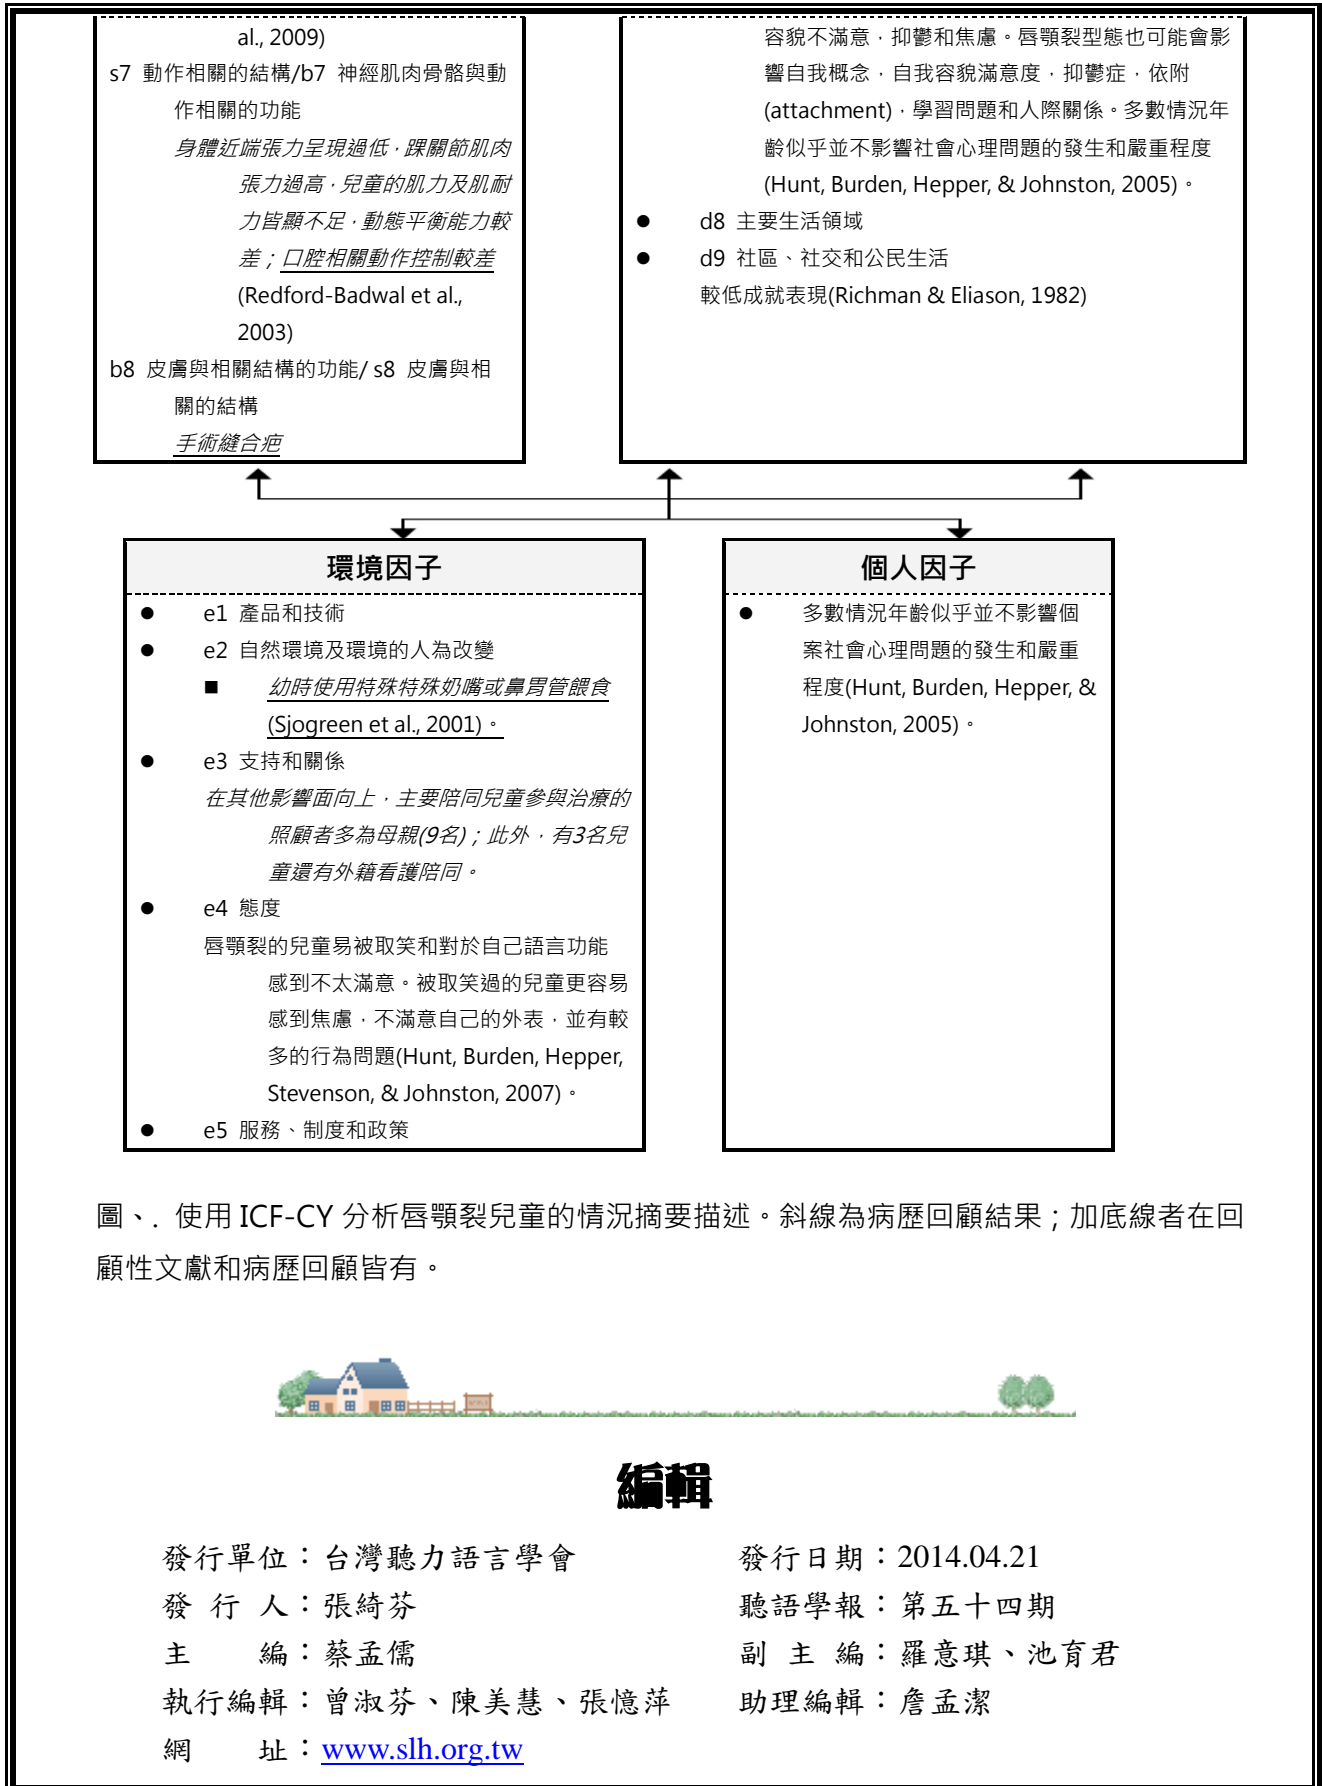 al., 2009)
s7 動作相關的結構/b7 神經肌肉骨骼與動
作相關的功能
身體近端張力呈現過低，踝關節肌肉
張力過高，兒童的肌力及肌耐
力皆顯不足，動態平衡能力較
差；口腔相關動作控制較差
(Redford-Badwal et al.,
2003)
b8 皮膚與相關結構的功能/ s8 皮膚與相
關的結構
手術縫合疤
容貌不滿意，抑鬱和焦慮。唇顎裂型態也可能會影
響自我概念，自我容貌滿意度，抑鬱症，依附
(attachment)，學習問題和人際關係。多數情況年
齡似乎並不影響社會心理問題的發生和嚴重程度
(Hunt, Burden, Hepper, & Johnston, 2005)。
● d8 主要生活領域
● d9 社區、社交和公民生活
較低成就表現(Richman & Eliason, 1982)
環境因子
● e1 產品和技術
● e2 自然環境及環境的人為改變
■ 幼時使用特殊特殊奶嘴或鼻胃管餵食
(Sjogreen et al., 2001)。
● e3 支持和關係
在其他影響面向上，主要陪同兒童參與治療的
照顧者多為母親(9名)；此外，有3名兒
童還有外籍看護陪同。
● e4 態度
唇顎裂的兒童易被取笑和對於自己語言功能
感到不太滿意。被取笑過的兒童更容易
感到焦慮，不滿意自己的外表，並有較
多的行為問題(Hunt, Burden, Hepper,
Stevenson, & Johnston, 2007)。
● e5 服務、制度和政策
個人因子
● 多數情況年齡似乎並不影響個
案社會心理問題的發生和嚴重
程度(Hunt, Burden, Hepper, &
Johnston, 2005)。
圖、. 使用 ICF-CY 分析唇顎裂兒童的情況摘要描述。斜線為病歷回顧結果；加底線者在回
顧性文獻和病歷回顧皆有。
編輯
發行單位：台灣聽力語言學會 發行日期：2014.04.21
發 行 人：張綺芬 聽語學報：第五十四期
主 編：蔡孟儒 副 主 編：羅意琪、池育君
執行編輯：曾淑芬、陳美慧、張憶萍 助理編輯：詹孟潔
網 址：www.slh.org.tw